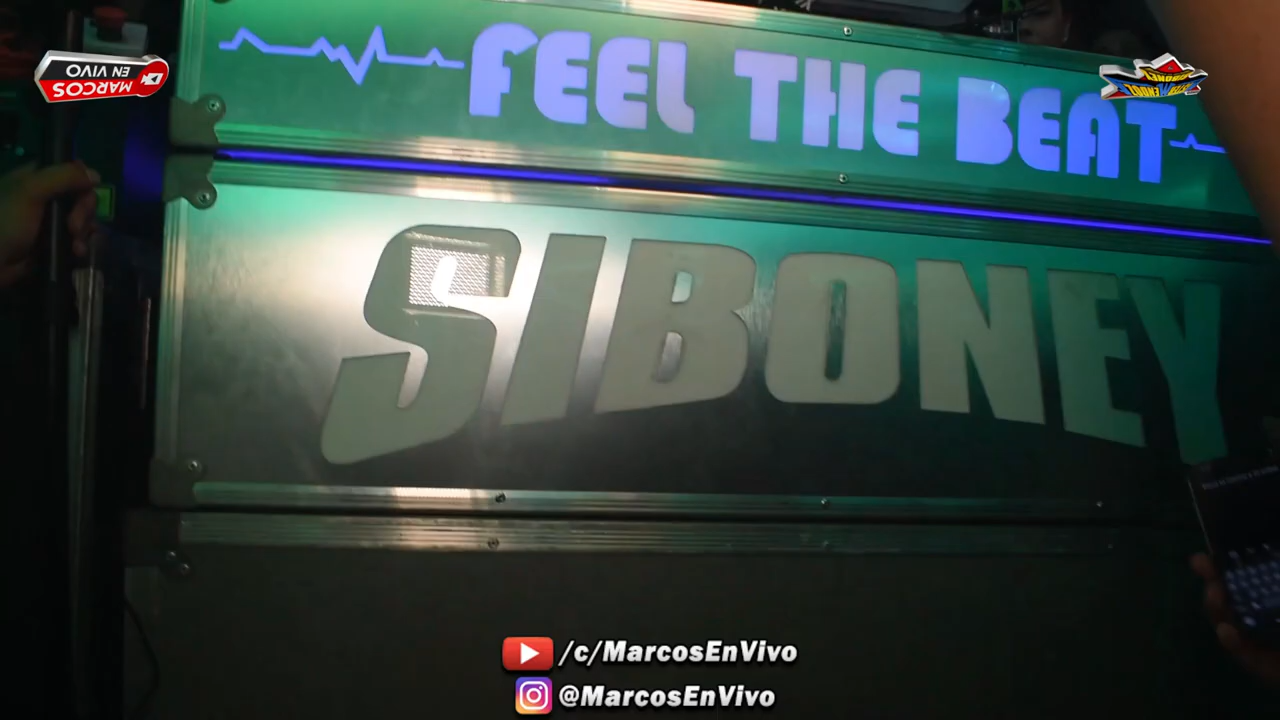 FEEL THE BEAT
MARCOS
EN VIVO
SIBONEY
/c/MarcosEnVivo
@MarcosEnVivo